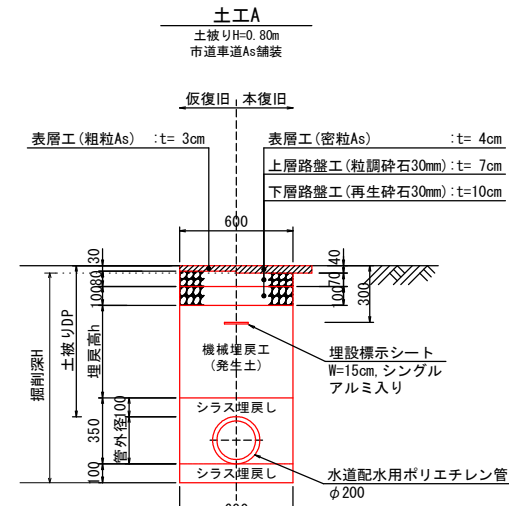 土工A
土被りH=0.80m
市道車道As舗装
仮復旧 本復旧
表層工(粗粒As) :t= 3cm
表層工(密粒As) :t= 4cm
上層路盤工(粒調砕石30mm):t= 7cm
下層路盤工(再生砕石30mm):t=10cm
600
30
80
100
40
70
100
300
掘削深H
土被りDP
埋戻高h
機械埋戻工
(発生土)
埋設標示シート
W=15cm,シングル
アルミ入り
シラス埋戻し
350
管外径
100
100
シラス埋戻し
水道配水用ポリエチレン管
φ200